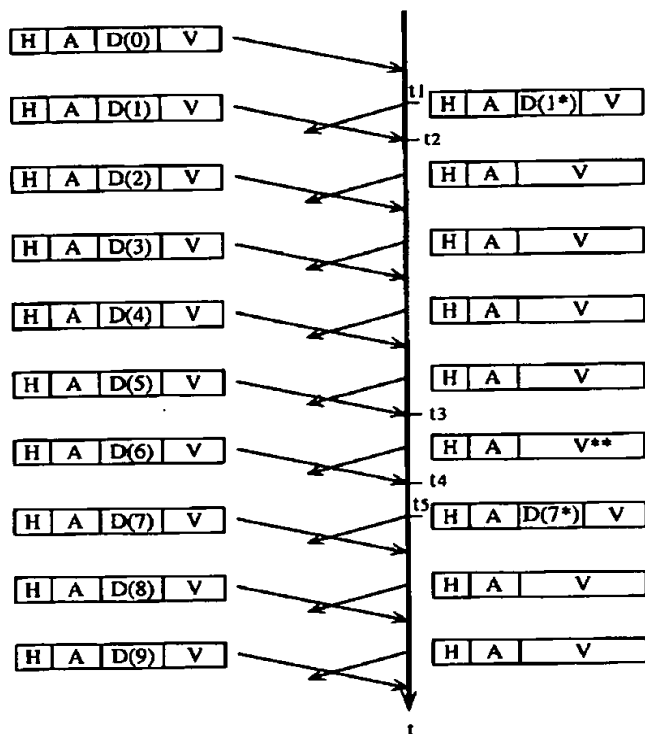 H A D(0) V
t1
H A D(1) V
H A D(1*) V
t2
H A D(2) V
H A V
H A D(3) V
H A V
H A D(4) V
H A V
H A D(5) V
H A V
t3
H A D(6) V
H A V**
t4
t5
H A D(7) V
H A D(7*) V
H A D(8) V
H A V
H A D(9) V
H A V
t